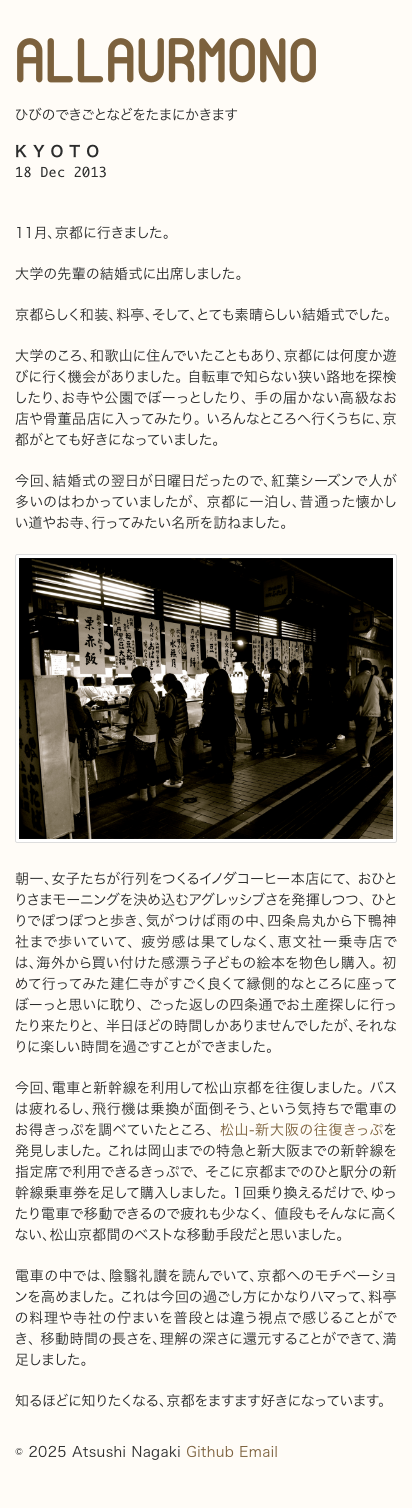 ALLAURMONO
ひびのできごとなどをたまにかきます
KYOTO
18 Dec 2013
11月、京都に行きました。
大学の先輩の結婚式に出席しました。
京都らしく和装、料亭、そして、とても素晴らしい結婚式でした。
大学のころ、和歌山に住んでいたこともあり、京都には何度か遊
びに行く機会がありました。 自転車で知らない狭い路地を探検
したり、お寺や公園でぼーっとしたり、 手の届かない高級なお
店や骨董品店に入ってみたり。 いろんなところへ行くうちに、京
都がとても好きになっていました。
今回、結婚式の翌日が日曜日だったので、紅葉シーズンで人が
多いのはわかっていましたが、 京都に一泊し、昔通った懐かし
い道やお寺、行ってみたい名所を訪ねました。
栗赤飯
おはぎ
水無月
朝一、女子たちが行列をつくるイノダコーヒー本店にて、 おひと
りさまモーニングを決め込むアグレッシブさを発揮しつつ、 ひと
りでぽつぽつと歩き、気がつけば雨の中、四条烏丸から下鴨神
社まで歩いていて、 疲労感は果てしなく、恵文社一乗寺店で
は、海外から買い付けた感漂う子どもの絵本を物色し購入。 初
めて行ってみた建仁寺がすごく良くて縁側的なところに座って
ぼーっと思いに耽り、 ごった返しの四条通でお土産探しに行っ
たり来たりと、 半日ほどの時間しかありませんでしたが、それな
りに楽しい時間を過ごすことができました。
今回、電車と新幹線を利用して松山京都を往復しました。 バス
は疲れるし、飛行機は乗換が面倒そう、という気持ちで電車の
お得きっぷを調べていたところ、 松山-新大阪の往復きっぷを
発見しました。 これは岡山までの特急と新大阪までの新幹線を
指定席で利用できるきっぷで、 そこに京都までのひと駅分の新
幹線乗車券を足して購入しました。 1回乗り換えるだけで、ゆっ
たり電車で移動できるので疲れも少なく、 値段もそんなに高く
ない、松山京都間のベストな移動手段だと思いました。
電車の中では、陰翳礼讃を読んでいて、京都へのモチベーショ
ンを高めました。 これは今回の過ごし方にかなりハマって、料亭
の料理や寺社の佇まいを普段とは違う視点で感じることがで
き、 移動時間の長さを、理解の深さに還元することができて、満
足しました。
知るほどに知りたくなる、京都をますます好きになっています。
© 2025 Atsushi Nagaki Github Email